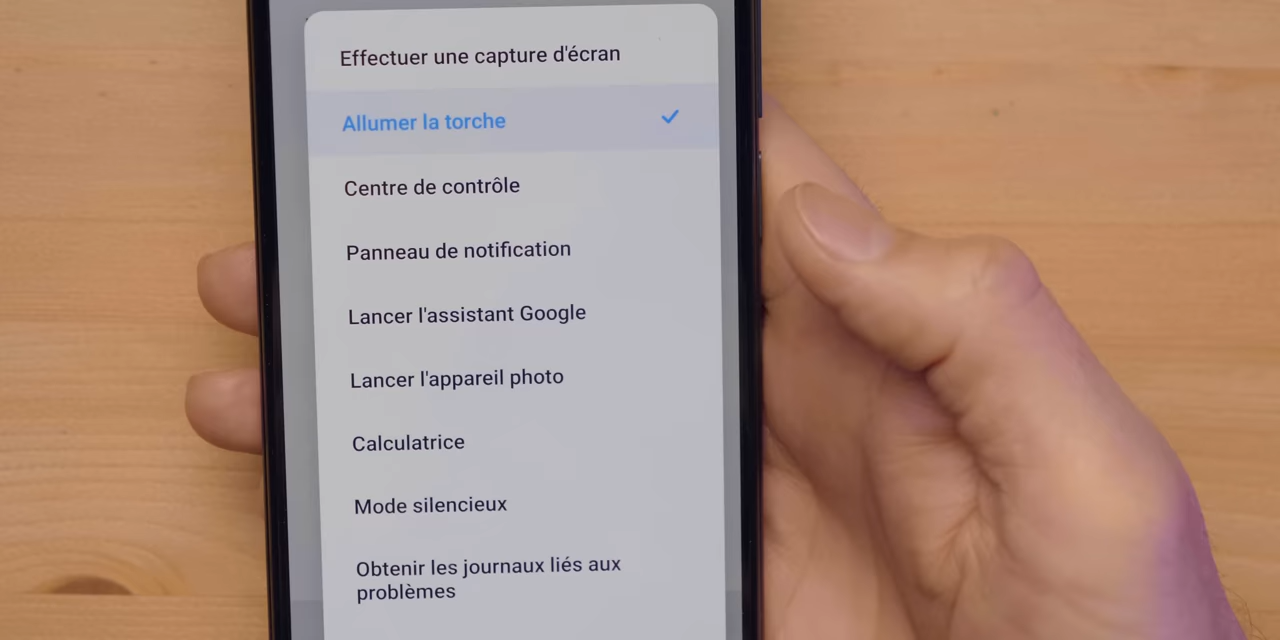 Effectuer une capture d'écran
Allumer la torche
Centre de contrôle
Panneau de notification
Lancer l'assistant Google
Lancer l'appareil photo
Calculatrice
Mode silencieux
Obtenir les journaux liés aux
problèmes